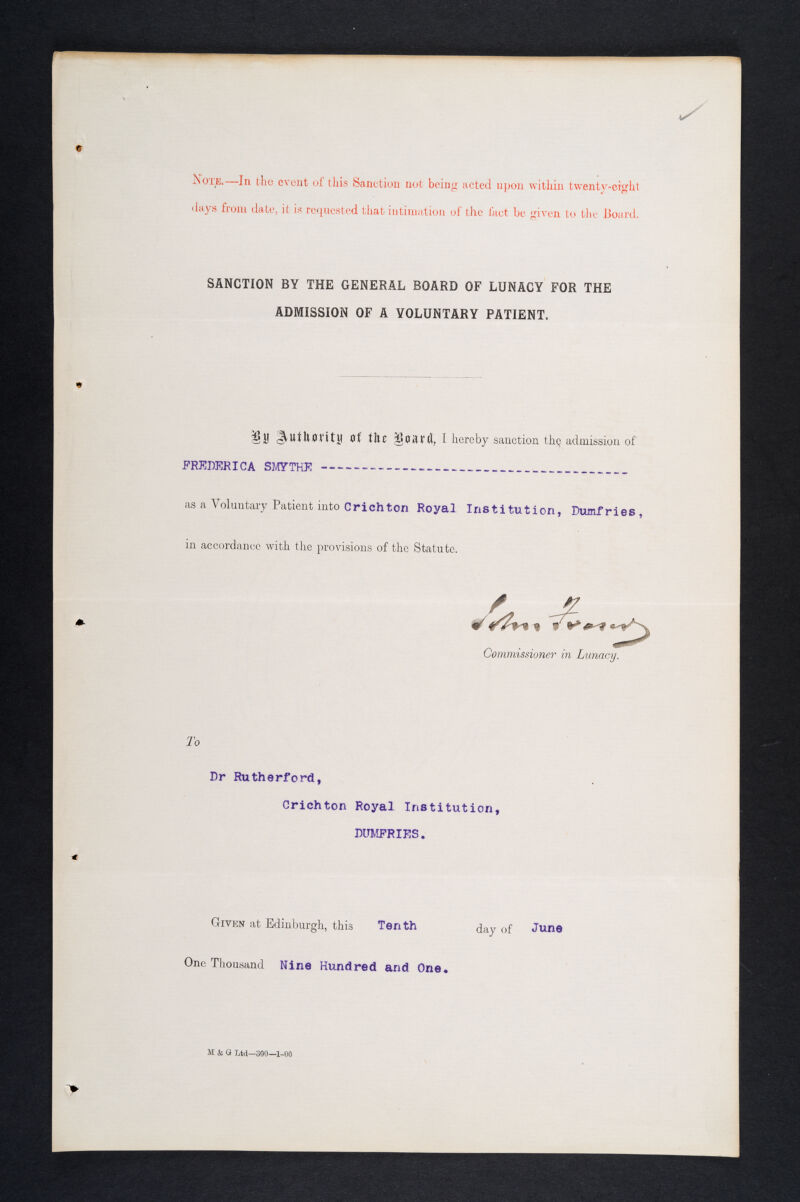 NOTE.—In the event of this Sanction not being acted upon within twenty-eight
days from date, it is requested that intimation of the fact be given to the Board.
SANCTION BY THE GENERAL BOARD OF LUNACY FOR THE
ADMISSION OF A VOLUNTARY PATIENT.
By Authority of the Board, I hereby sanction the admission of
FREDERICA SMYTHE ---------------------------------------
as a Voluntary Patient into Crichton Royal Institution, Dumfries,
in accordance with the provisions of the Statute.
John Fraser
Commissioner in Lunacy.
To
Dr Rutherford,
Crichton Royal Institution,
DUMFRIES.
GIVEN at Edinburgh, this Tenth day of June
One Thousand Nine Hundred and One.
M & G Ltd—300—1-00